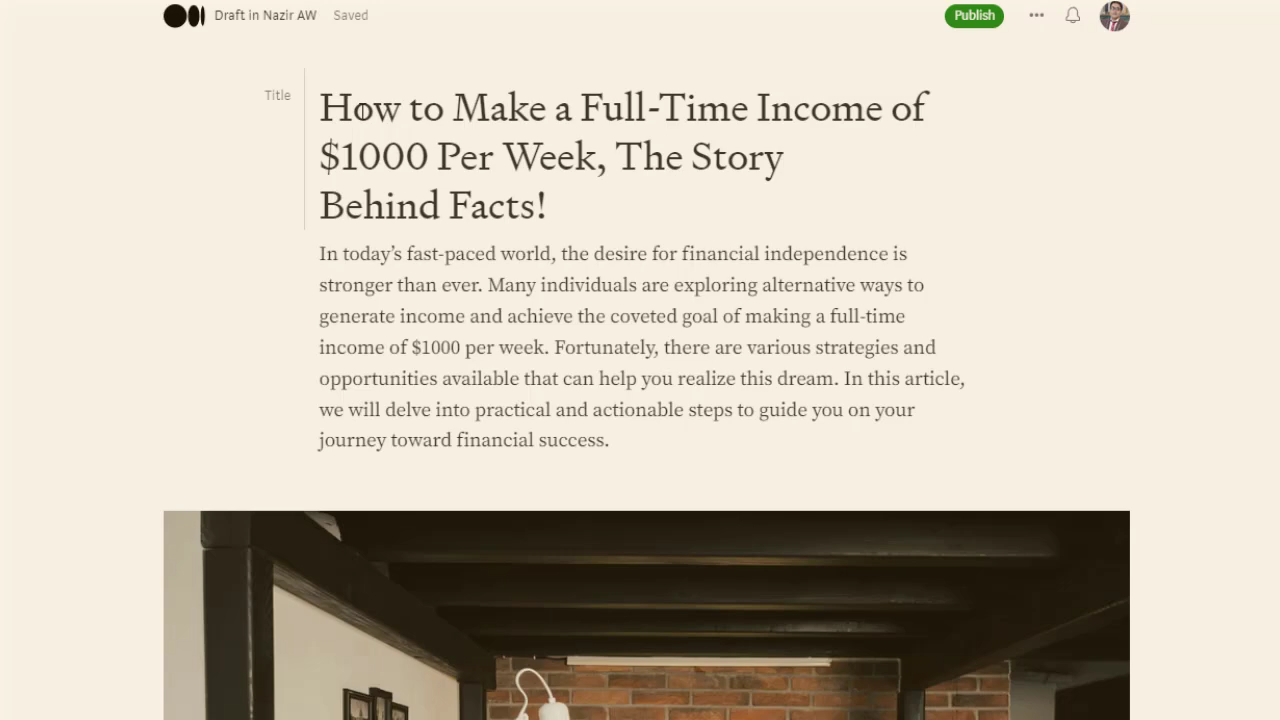 Draft in Nazir AW Saved Publish
Title
How to Make a Full-Time Income of
$1000 Per Week, The Story
Behind Facts!
In today’s fast-paced world, the desire for financial independence is
stronger than ever. Many individuals are exploring alternative ways to
generate income and achieve the coveted goal of making a full-time
income of $1000 per week. Fortunately, there are various strategies and
opportunities available that can help you realize this dream. In this article,
we will delve into practical and actionable steps to guide you on your
journey toward financial success.